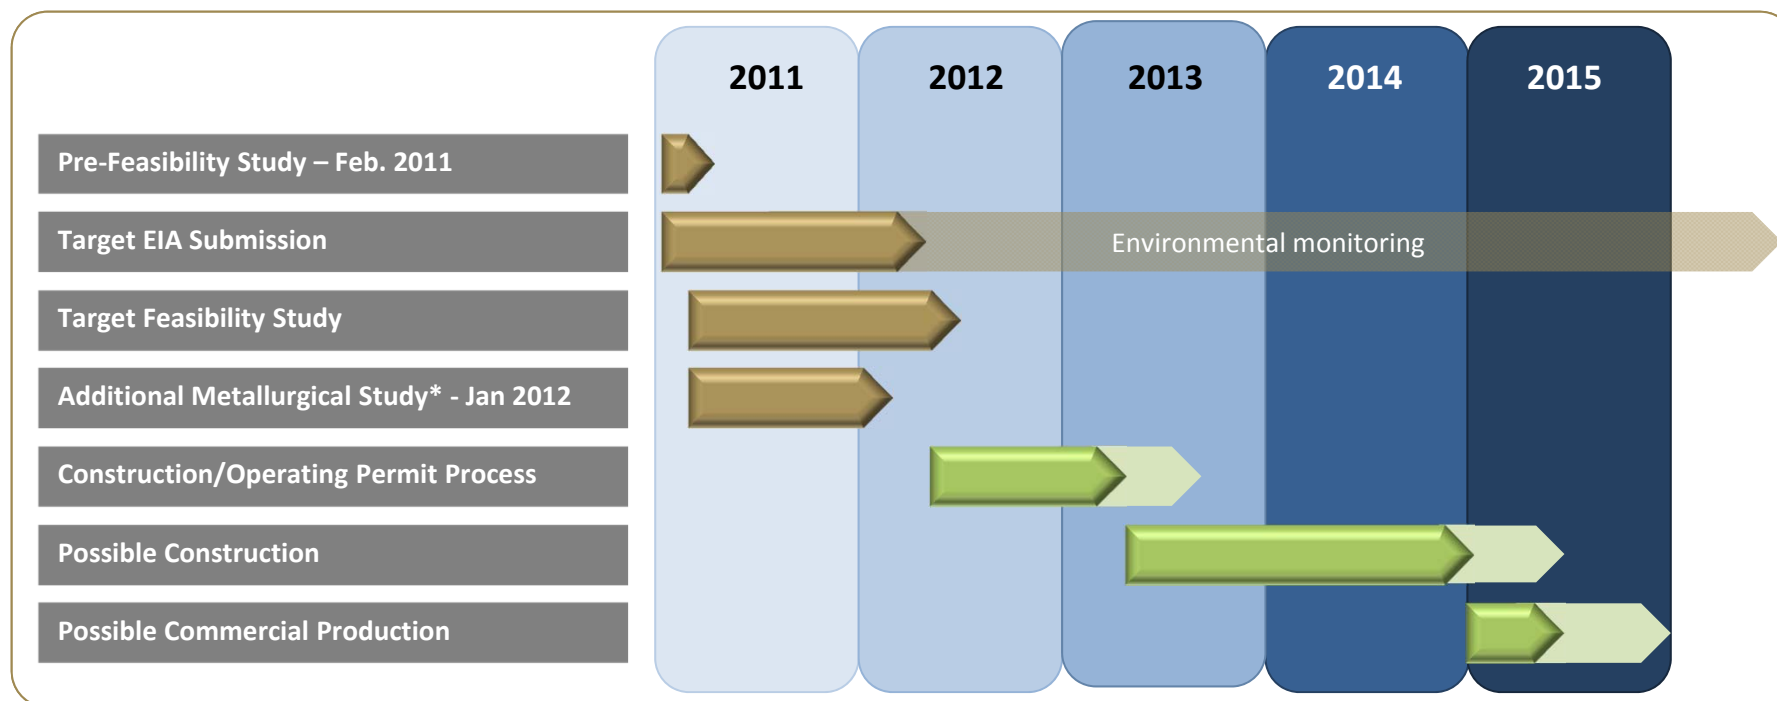 2011 2012 2013 2014 2015
Pre-Feasibility Study – Feb. 2011
Target EIA Submission
Environmental monitoring
Target Feasibility Study
Additional Metallurgical Study* - Jan 2012
Construction/Operating Permit Process
Possible Construction
Possible Commercial Production